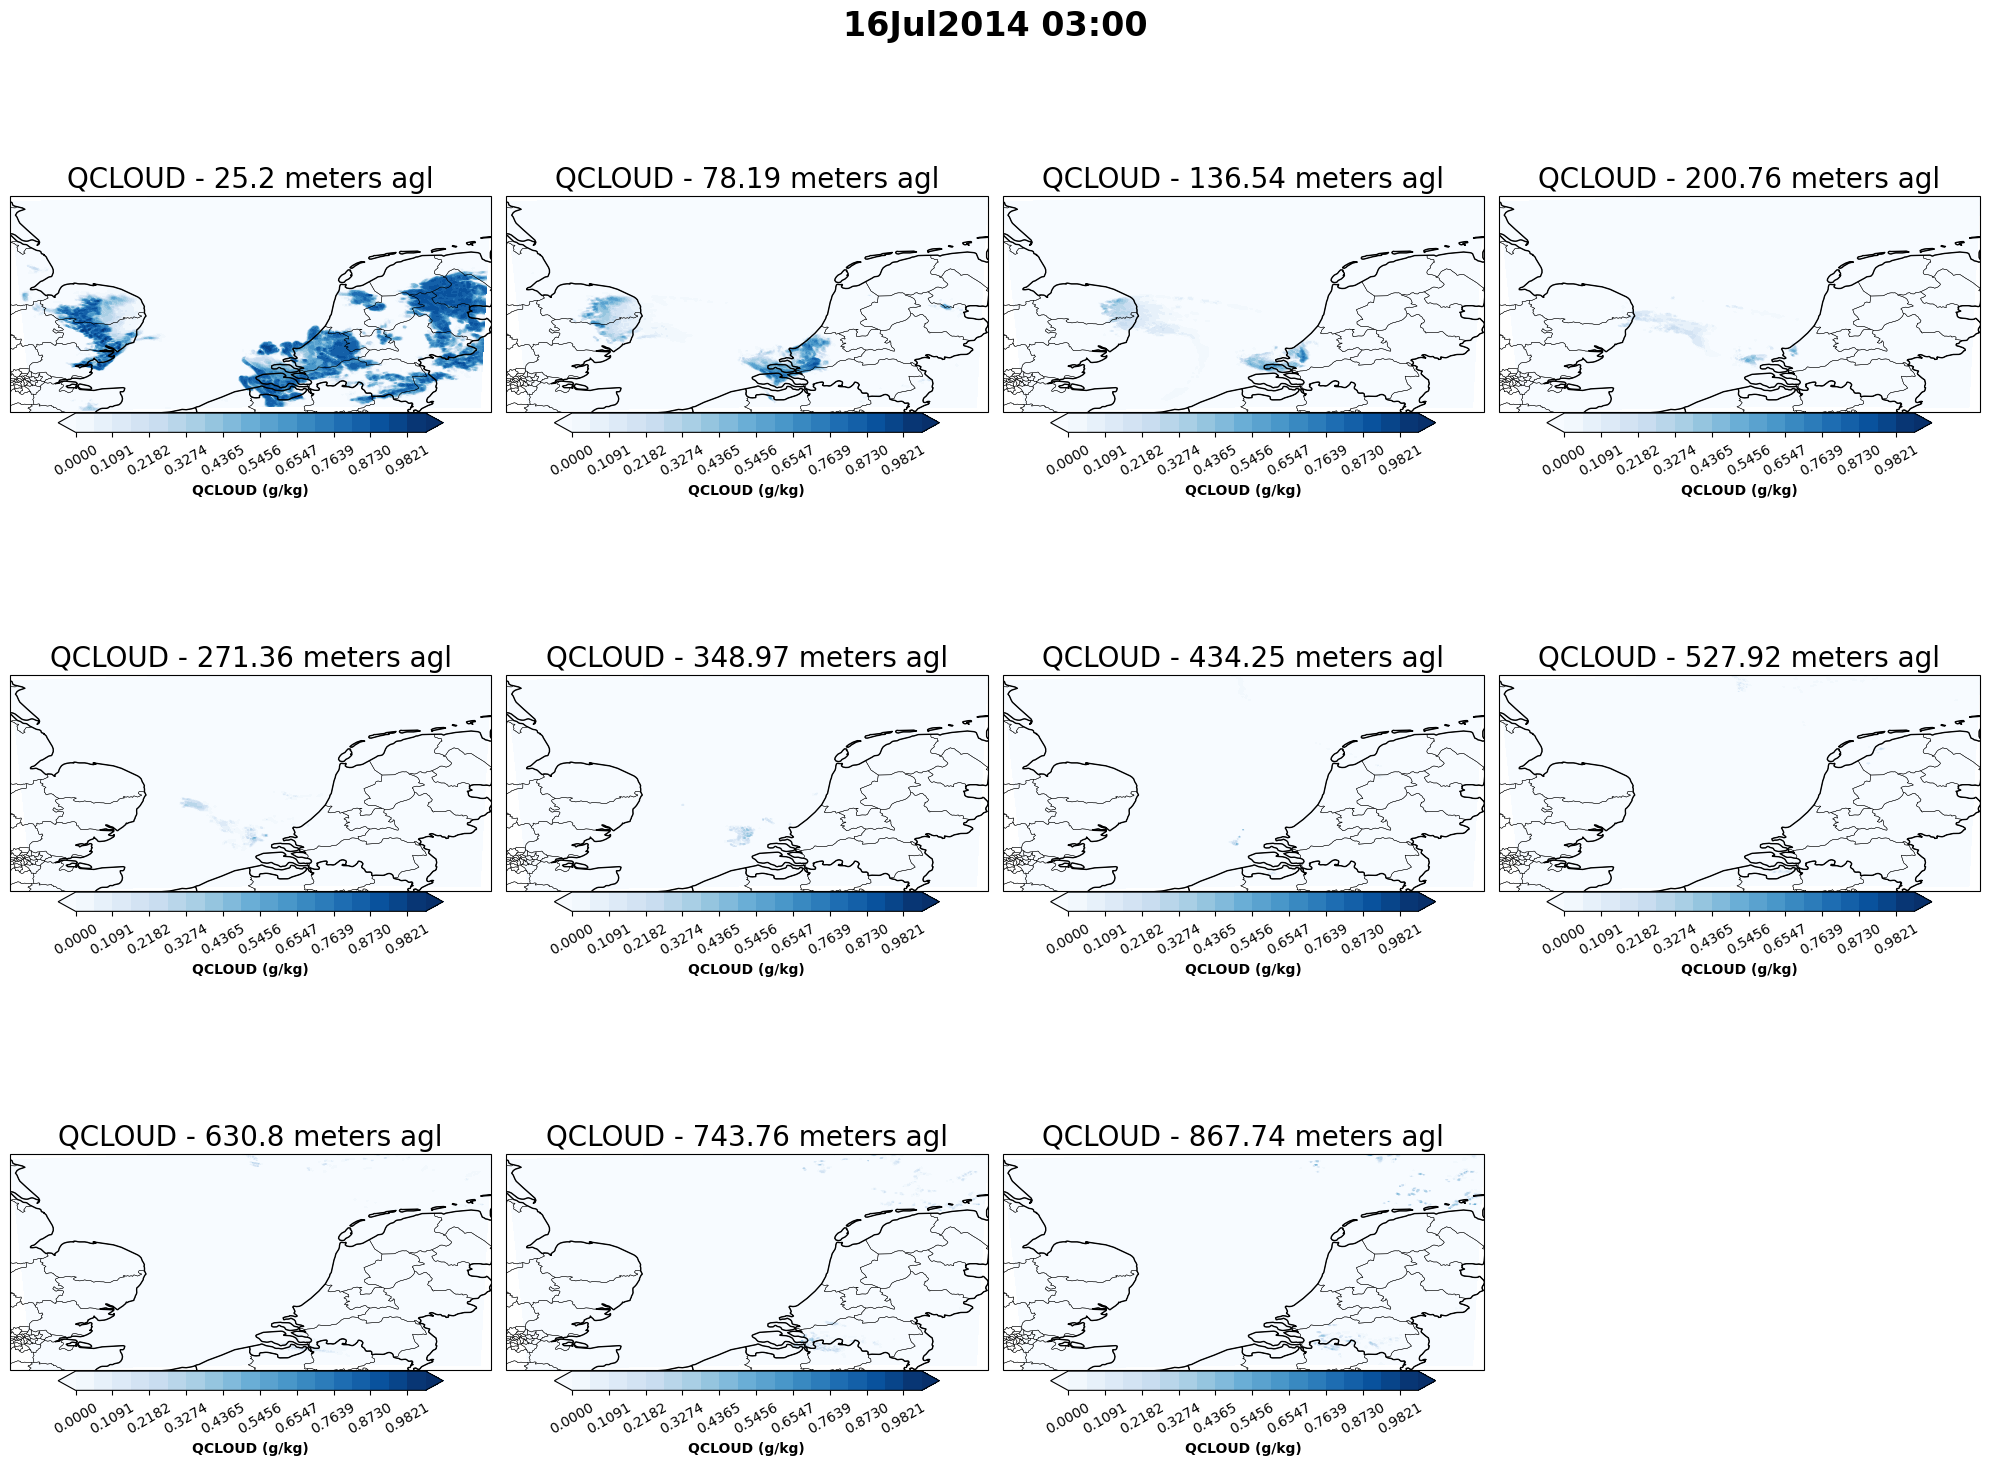 16Jul2014 03:00
QCLOUD - 25.2 meters agl
QCLOUD - 78.19 meters agl
QCLOUD - 136.54 meters agl
QCLOUD - 200.76 meters agl
0.0000 0.1091 0.2182 0.3274 0.4365 0.5456 0.6547 0.7639 0.8730 0.9821
0.0000 0.1091 0.2182 0.3274 0.4365 0.5456 0.6547 0.7639 0.8730 0.9821
0.0000 0.1091 0.2182 0.3274 0.4365 0.5456 0.6547 0.7639 0.8730 0.9821
0.0000 0.1091 0.2182 0.3274 0.4365 0.5456 0.6547 0.7639 0.8730 0.9821
QCLOUD (g/kg)
QCLOUD (g/kg)
QCLOUD (g/kg)
QCLOUD (g/kg)
QCLOUD - 271.36 meters agl
QCLOUD - 348.97 meters agl
QCLOUD - 434.25 meters agl
QCLOUD - 527.92 meters agl
0.0000 0.1091 0.2182 0.3274 0.4365 0.5456 0.6547 0.7639 0.8730 0.9821
0.0000 0.1091 0.2182 0.3274 0.4365 0.5456 0.6547 0.7639 0.8730 0.9821
0.0000 0.1091 0.2182 0.3274 0.4365 0.5456 0.6547 0.7639 0.8730 0.9821
0.0000 0.1091 0.2182 0.3274 0.4365 0.5456 0.6547 0.7639 0.8730 0.9821
QCLOUD (g/kg)
QCLOUD (g/kg)
QCLOUD (g/kg)
QCLOUD (g/kg)
QCLOUD - 630.8 meters agl
QCLOUD - 743.76 meters agl
QCLOUD - 867.74 meters agl
0.0000 0.1091 0.2182 0.3274 0.4365 0.5456 0.6547 0.7639 0.8730 0.9821
0.0000 0.1091 0.2182 0.3274 0.4365 0.5456 0.6547 0.7639 0.8730 0.9821
0.0000 0.1091 0.2182 0.3274 0.4365 0.5456 0.6547 0.7639 0.8730 0.9821
QCLOUD (g/kg)
QCLOUD (g/kg)
QCLOUD (g/kg)